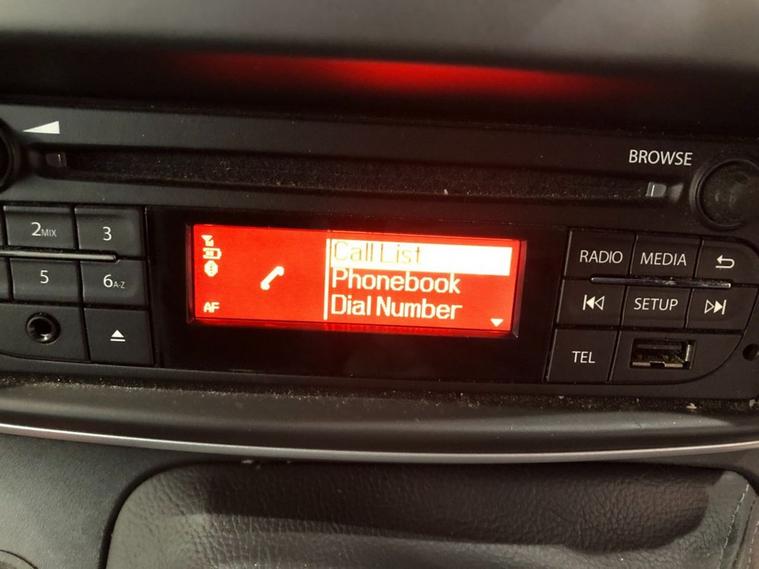 BROWSE
2MIX
3
RADIO
MEDIA
Call List
Phonebook
5
6A-Z
SETUP
Dial Number
AF
TEL